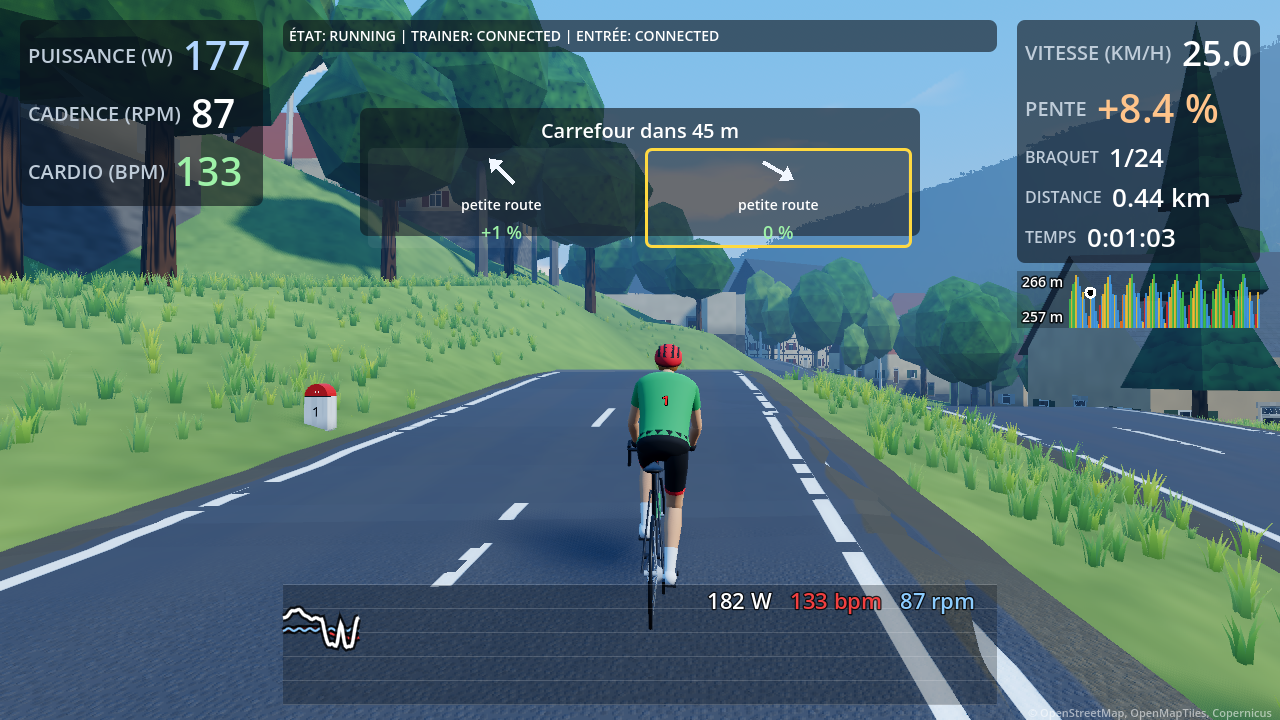 PUISSANCE (W) 177
CADENCE (RPM) 87
CARDIO (BPM) 133
ÉTAT: RUNNING | TRAINER: CONNECTED | ENTRÉE: CONNECTED
Carrefour dans 45 m
petite route
+1 %
petite route
0 %
VITESSE (KM/H) 25.0
PENTE +8.4 %
BRAQUET 1/24
DISTANCE 0.44 km
TEMPS 0:01:03
266 m
257 m
1
1
182 W 133 bpm 87 rpm
© OpenStreetMap, OpenMapTiles, Copernicus